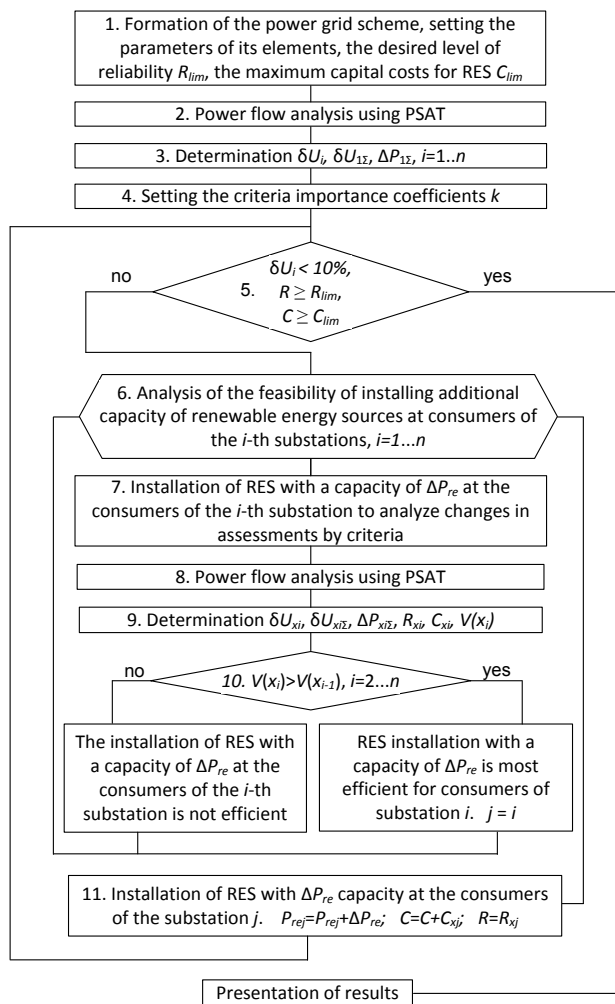 1. Formation of the power grid scheme, setting the
parameters of its elements, the desired level of
reliability Rlim, the maximum capital costs for RES Clim
2. Power flow analysis using PSAT
3. Determination δUi, δU1Σ, ΔP1Σ, i=1..n
4. Setting the criteria importance coefficients k
no
yes
δUi < 10%,
5. R ≥ Rlim,
C ≥ Clim
6. Analysis of the feasibility of installing additional
capacity of renewable energy sources at consumers of
the i-th substations, i=1...n
7. Installation of RES with a capacity of ΔPre at the
consumers of the i-th substation to analyze changes in
assessments by criteria
8. Power flow analysis using PSAT
9. Determination δUxi, δUxiΣ, ΔPxiΣ, Rxi, Cxi, V(xi)
no
yes
10. V(xi)>V(xi-1), i=2...n
The installation of RES with
a capacity of ΔPre at the
consumers of the i-th
substation is not efficient
RES installation with a
capacity of ΔPre is most
efficient for consumers of
substation i. j = i
11. Installation of RES with ΔPre capacity at the consumers
of the substation j. Prej=Prej+ΔPre; C=C+Cxj; R=Rxj
Presentation of results